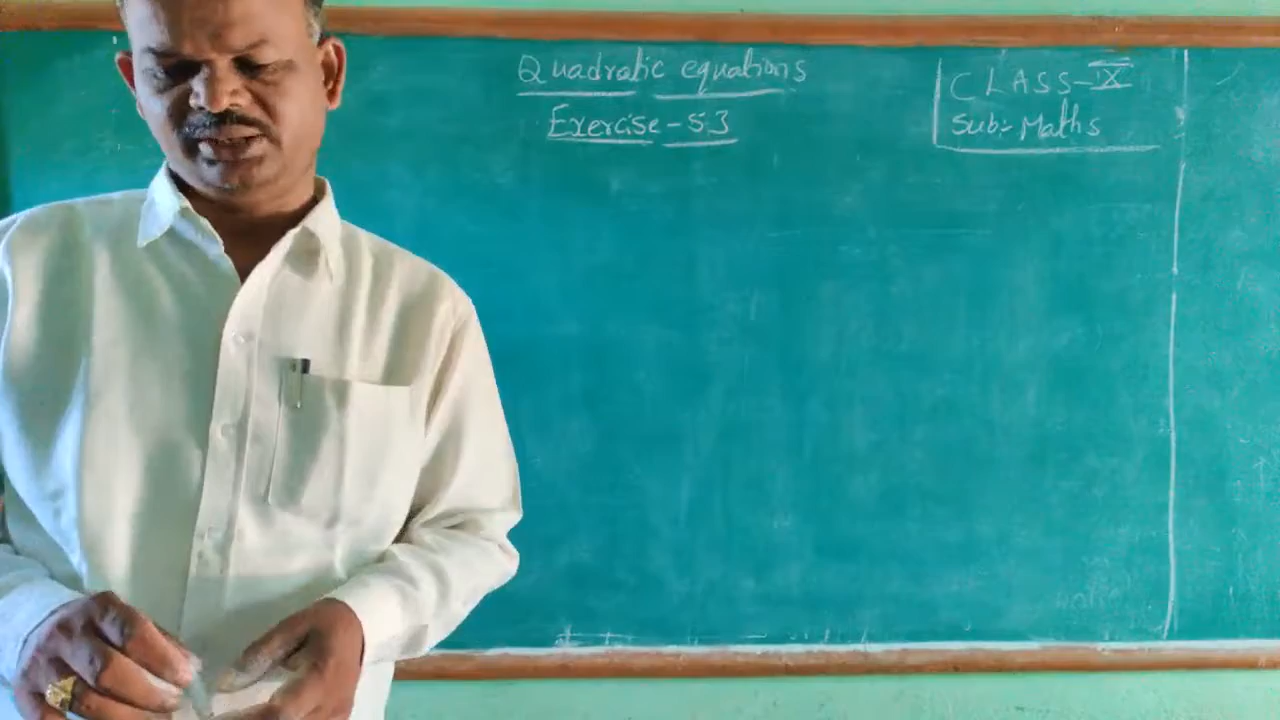 Quadratic equations
Exercise - 5.3
CLASS - IX
Sub:- Maths